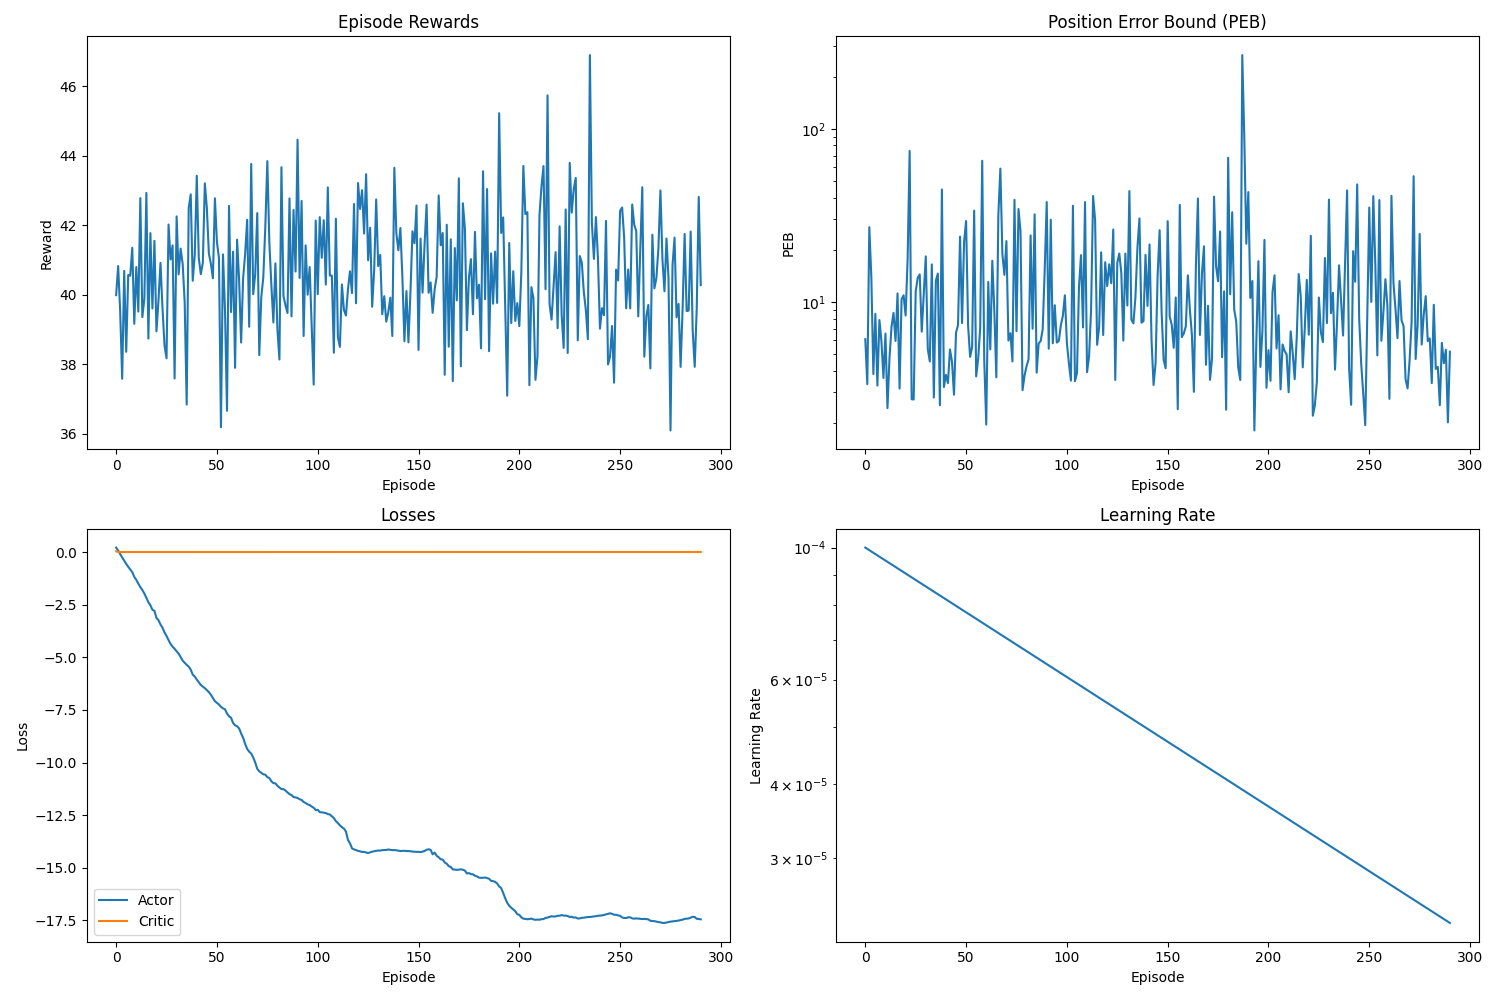 Episode Rewards
Reward
46
44
42
40
38
36
0 50 100 150 200 250 300
Episode
Position Error Bound (PEB)
PEB
10²
10¹
0 50 100 150 200 250 300
Episode
Losses
Loss
0.0
−2.5
−5.0
−7.5
−10.0
−12.5
−15.0
−17.5
Actor
Critic
0 50 100 150 200 250 300
Episode
Learning Rate
Learning Rate
10⁻⁴
6 × 10⁻⁵
4 × 10⁻⁵
3 × 10⁻⁵
0 50 100 150 200 250 300
Episode